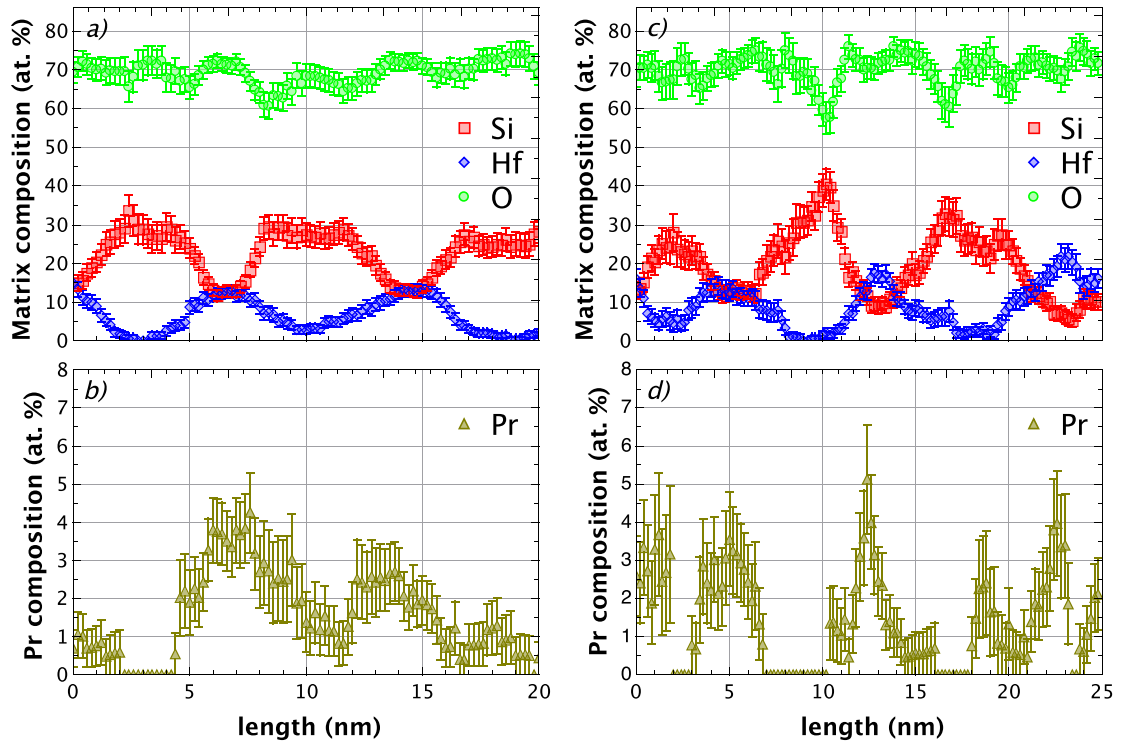 a)
Matrix composition (at. %)
80
70
60
50
40
30
20
10
0
Si
Hf
O
c)
Matrix composition (at. %)
80
70
60
50
40
30
20
10
0
Si
Hf
O
b)
Pr composition (at. %)
8
7
6
5
4
3
2
1
0
Pr
0 5 10 15 20
length (nm)
d)
Pr composition (at. %)
8
7
6
5
4
3
2
1
0
Pr
0 5 10 15 20 25
length (nm)